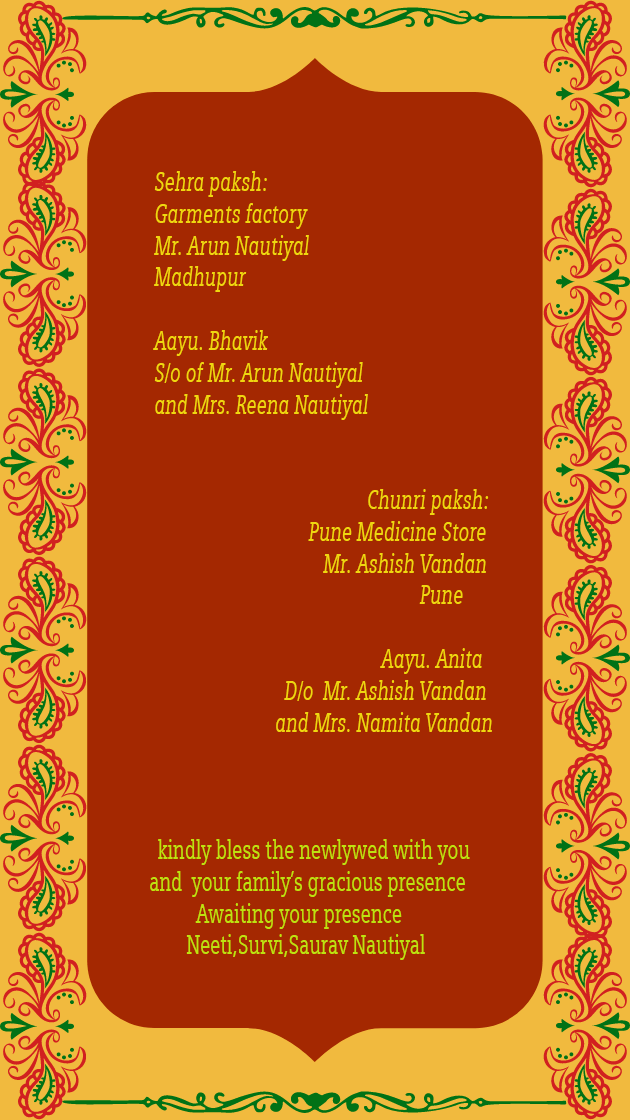 Sehra paksh:
Garments factory
Mr. Arun Nautiyal
Madhupur
Aayu. Bhavik
S/o of Mr. Arun Nautiyal
and Mrs. Reena Nautiyal
Chunri paksh:
Pune Medicine Store
Mr. Ashish Vandan
Pune
Aayu. Anita
D/o Mr. Ashish Vandan
and Mrs. Namita Vandan
kindly bless the newlywed with you
and your family's gracious presence
Awaiting your presence
Neeti,Survi,Saurav Nautiyal